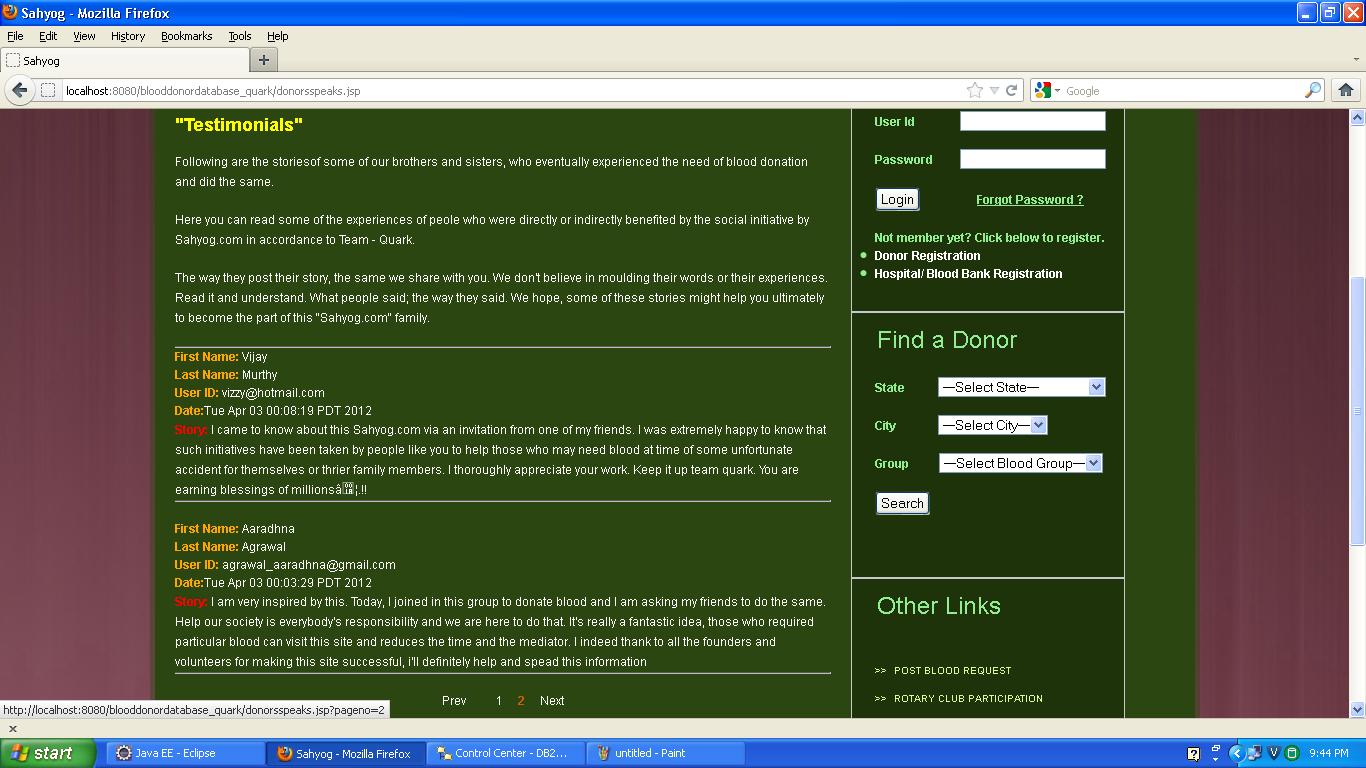 Sahyog - Mozilla Firefox
File Edit View History Bookmarks Tools Help
Sahyog
localhost:8080/blooddonordatabase_quark/donorsspeaks.jsp
Google
"Testimonials"
Following are the storiesof some of our brothers and sisters, who eventually experienced the need of blood donation
and did the same.
Here you can read some of the experiences of peole who were directly or indirectly benefited by the social initiative by
Sahyog.com in accordance to Team - Quark.
The way they post their story, the same we share with you. We don't believe in moulding their words or their experiences.
Read it and understand. What people said; the way they said. We hope, some of these stories might help you ultimately
to become the part of this "Sahyog.com" family.
First Name: Vijay
Last Name: Murthy
User ID: vizzy@hotmail.com
Date:Tue Apr 03 00:08:19 PDT 2012
Story: I came to know about this Sahyog.com via an invitation from one of my friends. I was extremely happy to know that
such initiatives have been taken by people like you to help those who may need blood at time of some unfortunate
accident for themselves or thrier family members. I thoroughly appreciate your work. Keep it up team quark. You are
earning blessings of millionsâ¦.!!
First Name: Aaradhna
Last Name: Agrawal
User ID: agrawal_aaradhna@gmail.com
Date:Tue Apr 03 00:03:29 PDT 2012
Story: I am very inspired by this. Today, I joined in this group to donate blood and I am asking my friends to do the same.
Help our society is everybody's responsibility and we are here to do that. It's really a fantastic idea, those who required
particular blood can visit this site and reduces the time and the mediator. I indeed thank to all the founders and
volunteers for making this site successful, i'll definitely help and spead this information
Prev 1 2 Next
User Id
Password
Login Forgot Password ?
Not member yet? Click below to register.
Donor Registration
Hospital/ Blood Bank Registration
Find a Donor
State —Select State—
City —Select City—
Group —Select Blood Group—
Search
Other Links
>> POST BLOOD REQUEST
>> ROTARY CLUB PARTICIPATION
http://localhost:8080/blooddonordatabase_quark/donorsspeaks.jsp?pageno=2
start
Java EE - Eclipse
Sahyog - Mozilla Firefox
Control Center - DB2...
untitled - Paint
9:44 PM